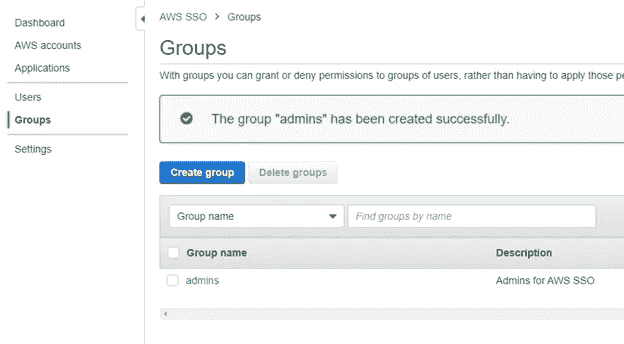 Dashboard
AWS accounts
Applications
Users
Groups
Settings
AWS SSO > Groups
Groups
With groups you can grant or deny permissions to groups of users, rather than having to apply those
The group "admins" has been created successfully.
Create group
Delete groups
Group name
Find groups by name
Group name Description
admins Admins for AWS SSO